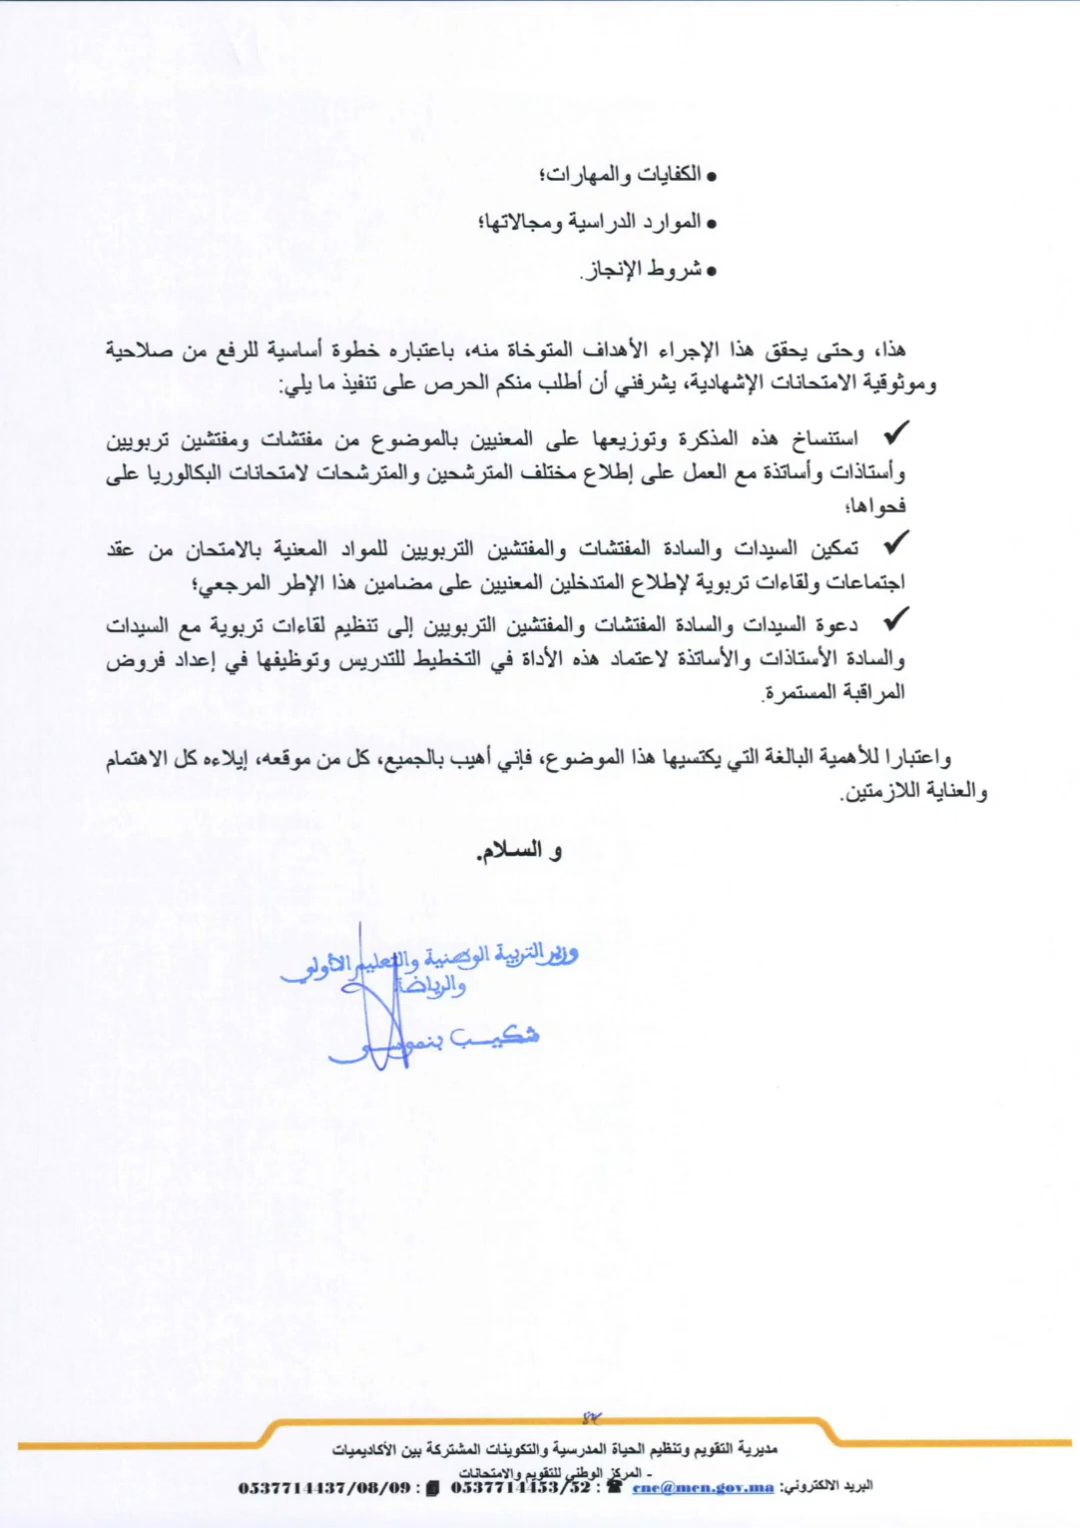 • الكفايات والمهارات؛
• الموارد الدراسية ومجالاتها؛
• شروط الإنجاز.
هذا، وحتى يحقق هذا الإجراء الأهداف المتوخاة منه، باعتباره خطوة أساسية للرفع من صلاحية
وموثوقية الامتحانات الإشهادية، يشرفني أن أطلب منكم الحرص على تنفيذ ما يلي:
✓ استنساخ هذه المذكرة وتوزيعها على المعنيين بالموضوع من مفتشات ومفتشين تربويين
وأستاذات وأساتذة مع العمل على إطلاع مختلف المترشحين والمترشحات لامتحانات البكالوريا على
فحواها؛
✓ تمكين السيدات والسادة المفتشات والمفتشين التربويين للمواد المعنية بالامتحان من عقد
اجتماعات ولقاءات تربوية لإطلاع المتدخلين المعنيين على مضامين هذا الإطر المرجعي؛
✓ دعوة السيدات والسادة المفتشات والمفتشين التربويين إلى تنظيم لقاءات تربوية مع السيدات
والسادة الأستاذات والأساتذة لاعتماد هذه الأداة في التخطيط للتدريس وتوظيفها في إعداد فروض
المراقبة المستمرة.
واعتبارا للأهمية البالغة التي يكتسيها هذا الموضوع، فإني أهيب بالجميع، كل من موقعه، إيلاءه كل الاهتمام
والعناية اللازمتين.
و السلام.
وزير التربية الوطنية والتعليم الأولي
والرياضة
شكيب بنموسى
مديرية التقويم وتنظيم الحياة المدرسية والتكوينات المشتركة بين الأكاديميات
- المركز الوطني للتقويم والامتحانات
البريد الالكتروني: cne@men.gov.ma ☎ : 0537714453/52 : 0537714437/08/09